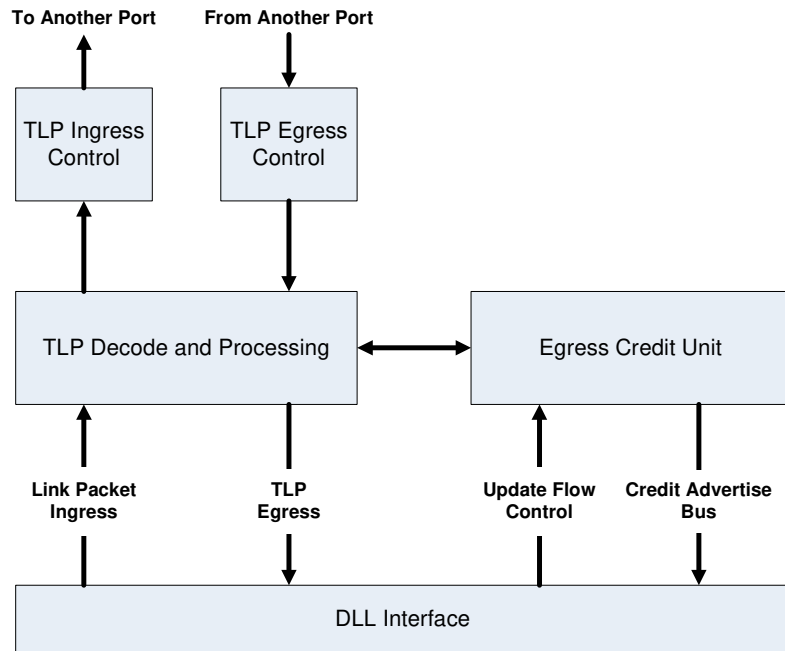 To Another Port
From Another Port
TLP Ingress
Control
TLP Egress
Control
TLP Decode and Processing
Egress Credit Unit
Link Packet
Ingress
TLP
Egress
Update Flow
Control
Credit Advertise
Bus
DLL Interface